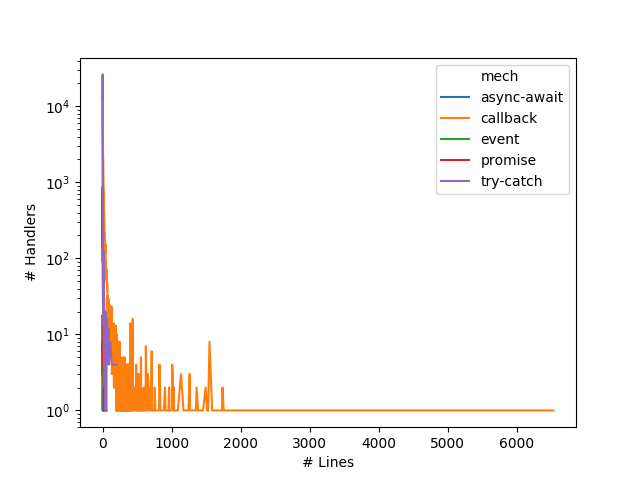 mech
async-await
callback
event
promise
try-catch
10^4
10^3
10^2
10^1
10^0
# Handlers
0 1000 2000 3000 4000 5000 6000
# Lines